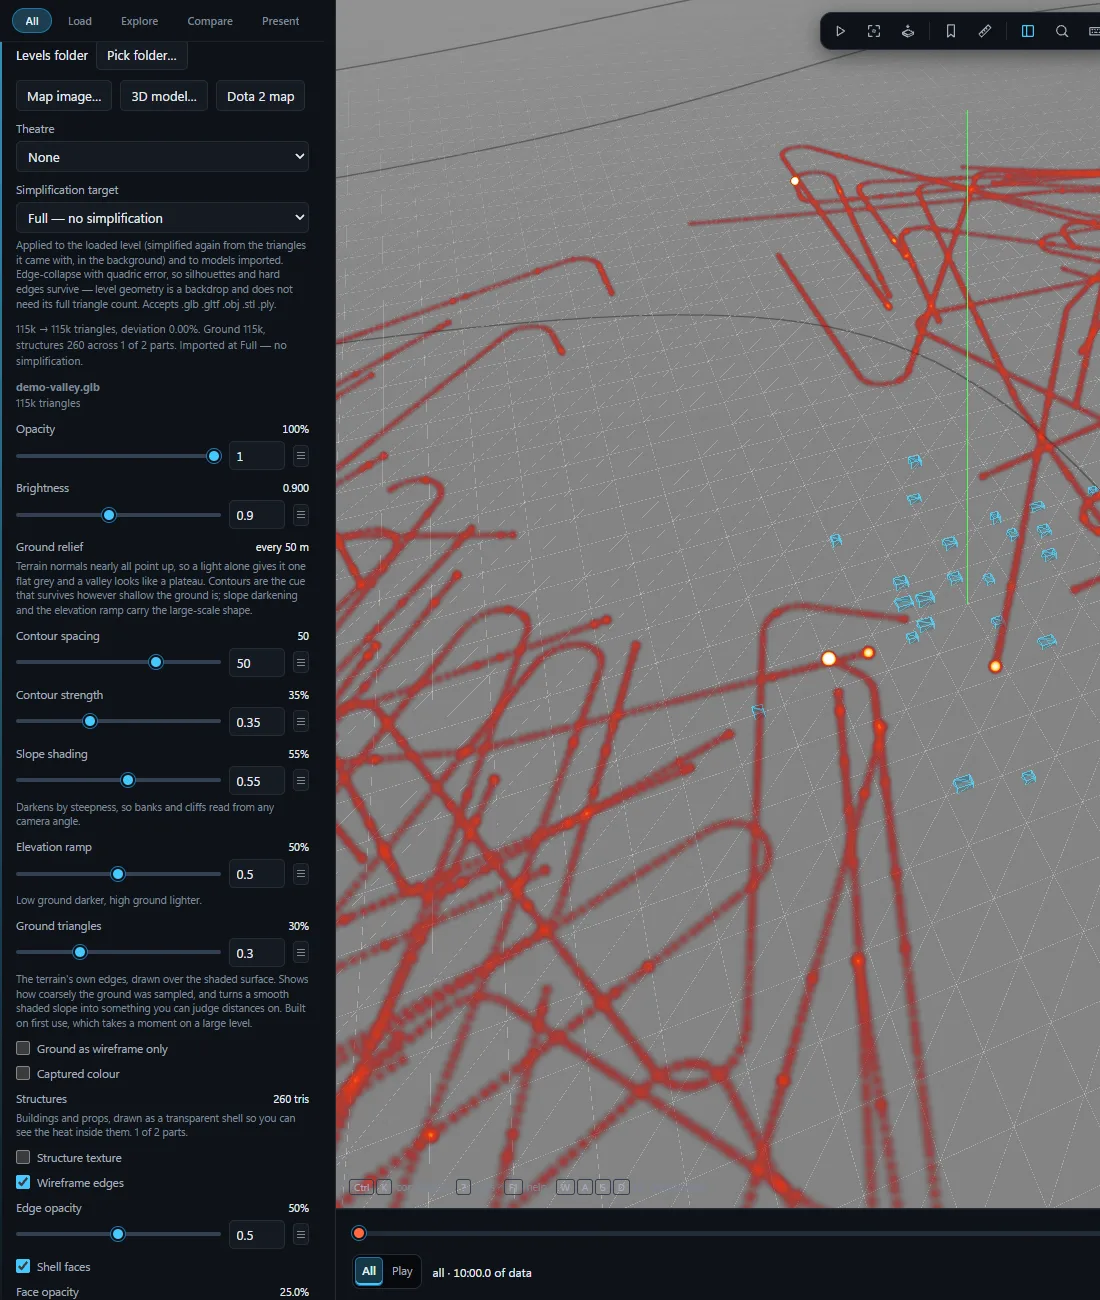 All Load Explore Compare Present
Levels folder Pick folder...
Map image... 3D model... Dota 2 map
Theatre
None
Simplification target
Full — no simplification
Applied to the loaded level (simplified again from the triangles
it came with, in the background) and to models imported.
Edge-collapse with quadric error, so silhouettes and hard
edges survive — level geometry is a backdrop and does not
need its full triangle count. Accepts .glb .gltf .obj .stl .ply.
115k → 115k triangles, deviation 0.00%. Ground 115k,
structures 260 across 1 of 2 parts. Imported at Full — no
simplification.
demo-valley.glb
115k triangles
Opacity 100%
1
Brightness 0.900
0.9
Ground relief every 50 m
Terrain normals nearly all point up, so a light alone gives it one
flat grey and a valley looks like a plateau. Contours are the cue
that survives however shallow the ground is; slope darkening
and the elevation ramp carry the large-scale shape.
Contour spacing 50
50
Contour strength 35%
0.35
Slope shading 55%
0.55
Darkens by steepness, so banks and cliffs read from any
camera angle.
Elevation ramp 50%
0.5
Low ground darker, high ground lighter.
Ground triangles 30%
0.3
The terrain's own edges, drawn over the shaded surface. Shows
how coarsely the ground was sampled, and turns a smooth
shaded slope into something you can judge distances on. Built
on first use, which takes a moment on a large level.
Ground as wireframe only
Captured colour
Structures 260 tris
Buildings and props, drawn as a transparent shell so you can
see the heat inside them. 1 of 2 parts.
Structure texture
Wireframe edges
Edge opacity 50%
0.5
Shell faces
Face opacity 25.0%
Ctrl K ? help W A S D
All Play all · 10:00.0 of data